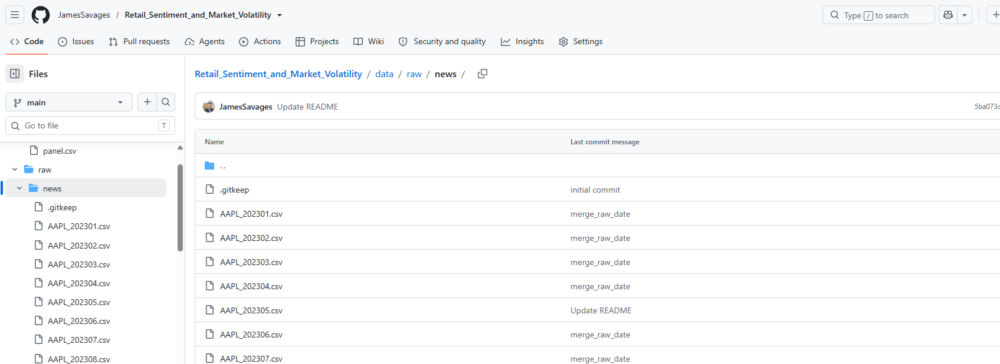 JamesSavages / Retail_Sentiment_and_Market_Volatility
Type / to search
Code Issues Pull requests Agents Actions Projects Wiki Security and quality Insights Settings
Files
main
Go to file T
panel.csv
raw
news
.gitkeep
AAPL_202301.csv
AAPL_202302.csv
AAPL_202303.csv
AAPL_202304.csv
AAPL_202305.csv
AAPL_202306.csv
AAPL_202307.csv
AAPL_202308.csv
Retail_Sentiment_and_Market_Volatility / data / raw / news /
JamesSavages Update README
Name Last commit message
..
.gitkeep initial commit
AAPL_202301.csv merge_raw_date
AAPL_202302.csv merge_raw_date
AAPL_202303.csv merge_raw_date
AAPL_202304.csv merge_raw_date
AAPL_202305.csv Update README
AAPL_202306.csv merge_raw_date
AAPL_202307.csv merge_raw_date